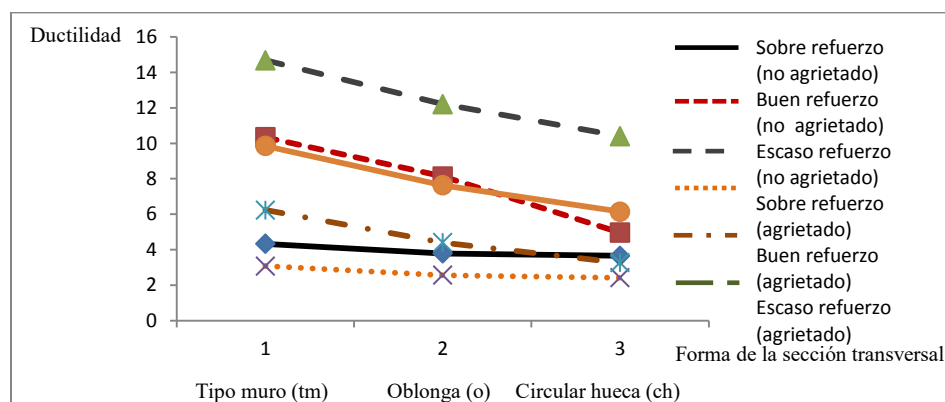 Ductilidad
16
14
12
10
8
6
4
2
0
1 2 3
Tipo muro (tm) Oblonga (o) Circular hueca (ch)
Forma de la sección transversal
Sobre refuerzo
(no agrietado)
Buen refuerzo
(no agrietado)
Escaso refuerzo
(no agrietado)
Sobre refuerzo
(agrietado)
Buen refuerzo
(agrietado)
Escaso refuerzo
(agrietado)